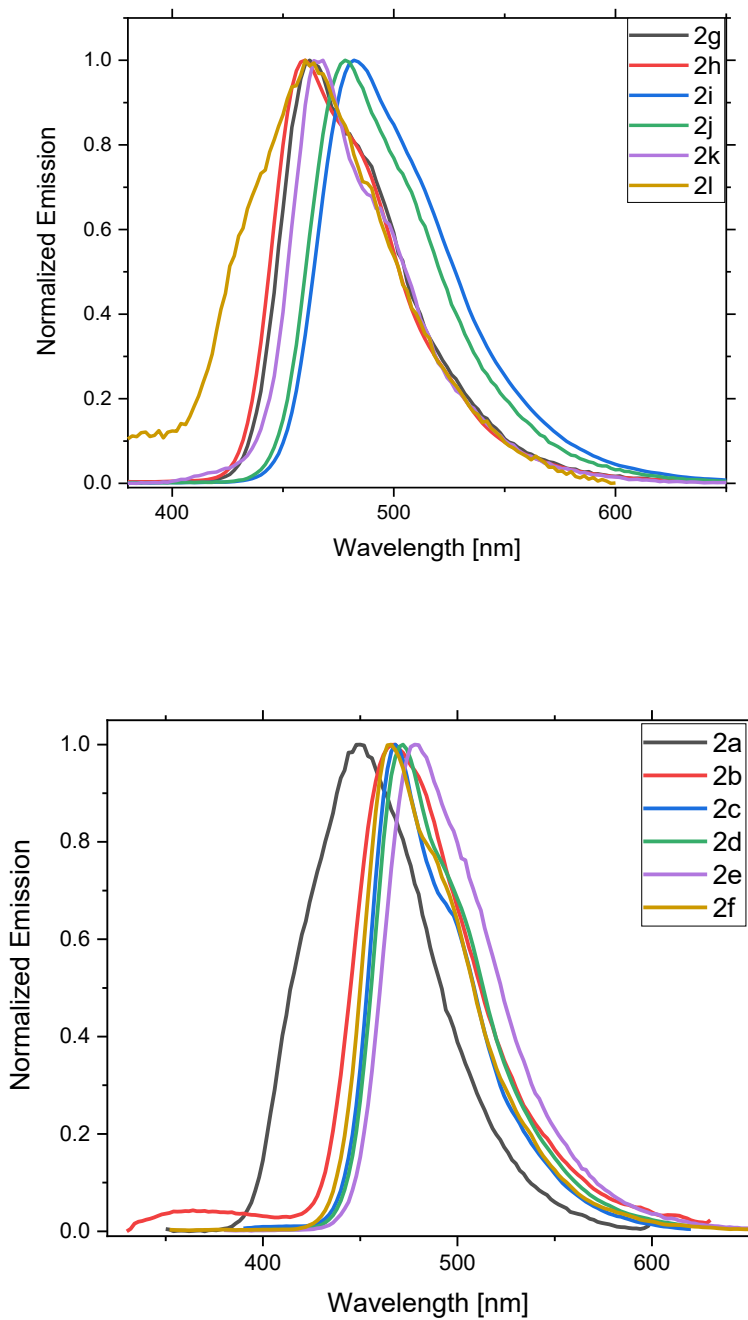 1.0
0.8
0.6
0.4
0.2
0.0
Normalized Emission
400
500
600
Wavelength [nm]
2g
2h
2i
2j
2k
2l
1.0
0.8
0.6
0.4
0.2
0.0
Normalized Emission
400
500
600
Wavelength [nm]
2a
2b
2c
2d
2e
2f